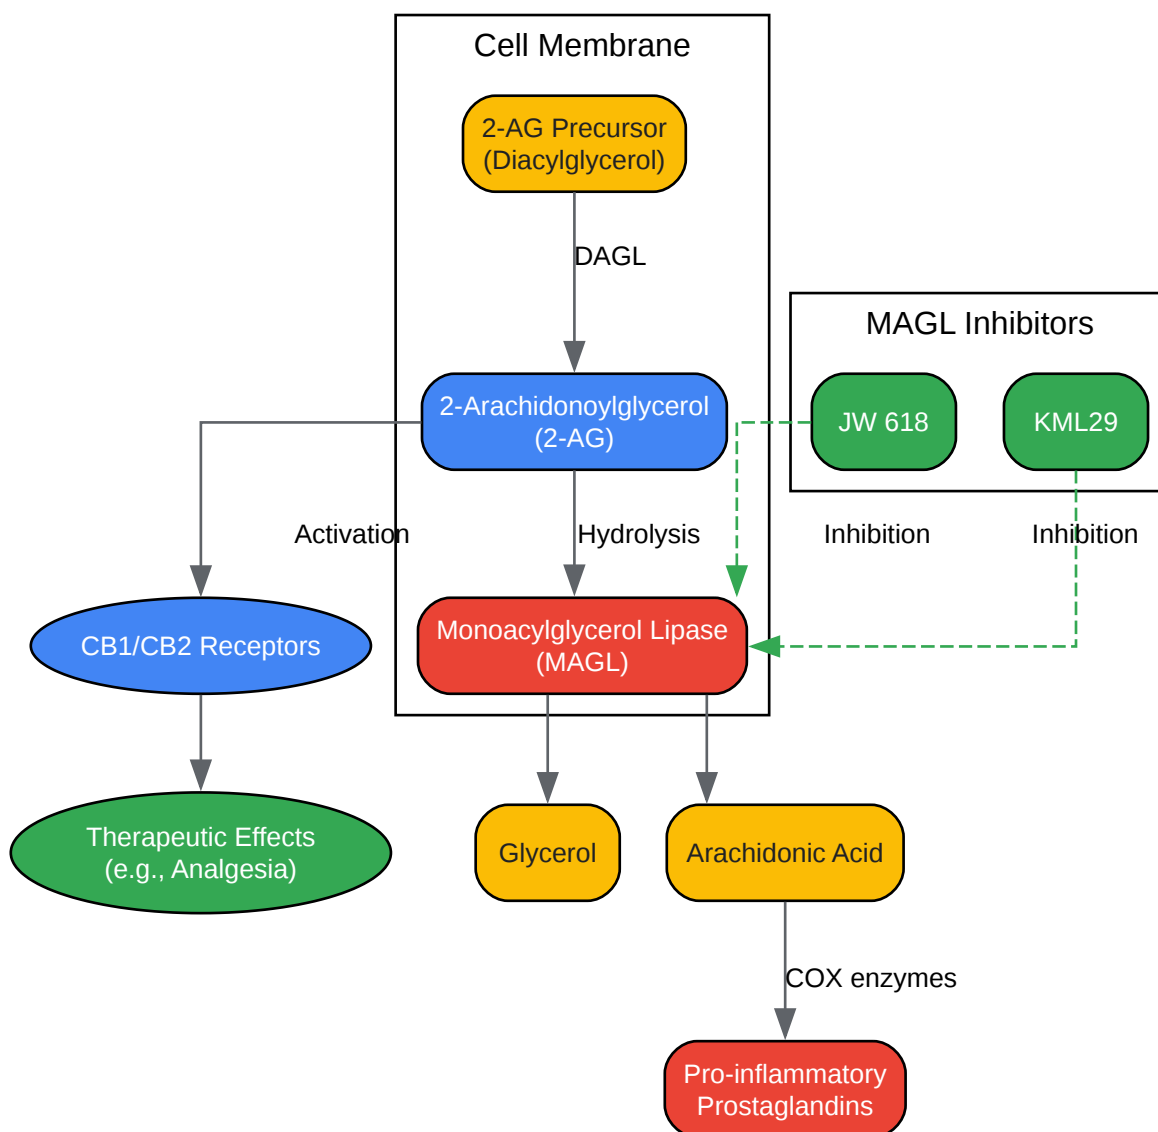 Cell Membrane
2-AG Precursor
(Diacylglycerol)
DAGL
MAGL Inhibitors
2-Arachidonoylglycerol
(2-AG)
JW 618
KML29
Activation
Hydrolysis
Inhibition
Inhibition
CB1/CB2 Receptors
Monoacylglycerol Lipase
(MAGL)
Therapeutic Effects
(e.g., Analgesia)
Glycerol
Arachidonic Acid
COX enzymes
Pro-inflammatory
Prostaglandins